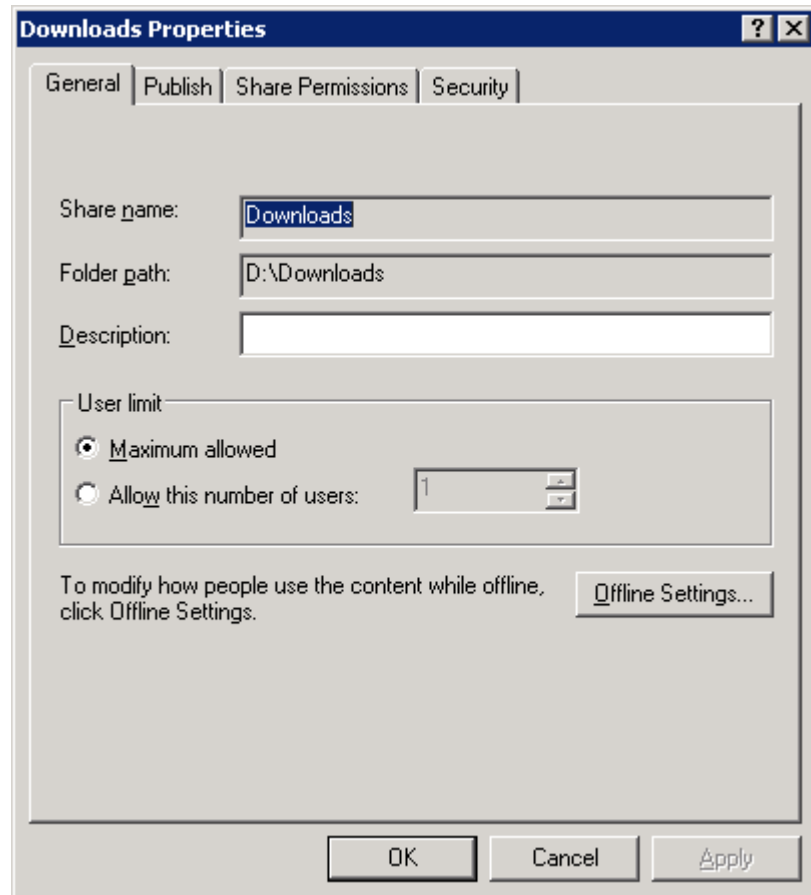 Downloads Properties
General Publish Share Permissions Security
Share name: Downloads
Folder path: D:\Downloads
Description:
User limit
Maximum allowed
Allow this number of users: 1
To modify how people use the content while offline, Offline Settings...
click Offline Settings.
OK Cancel Apply